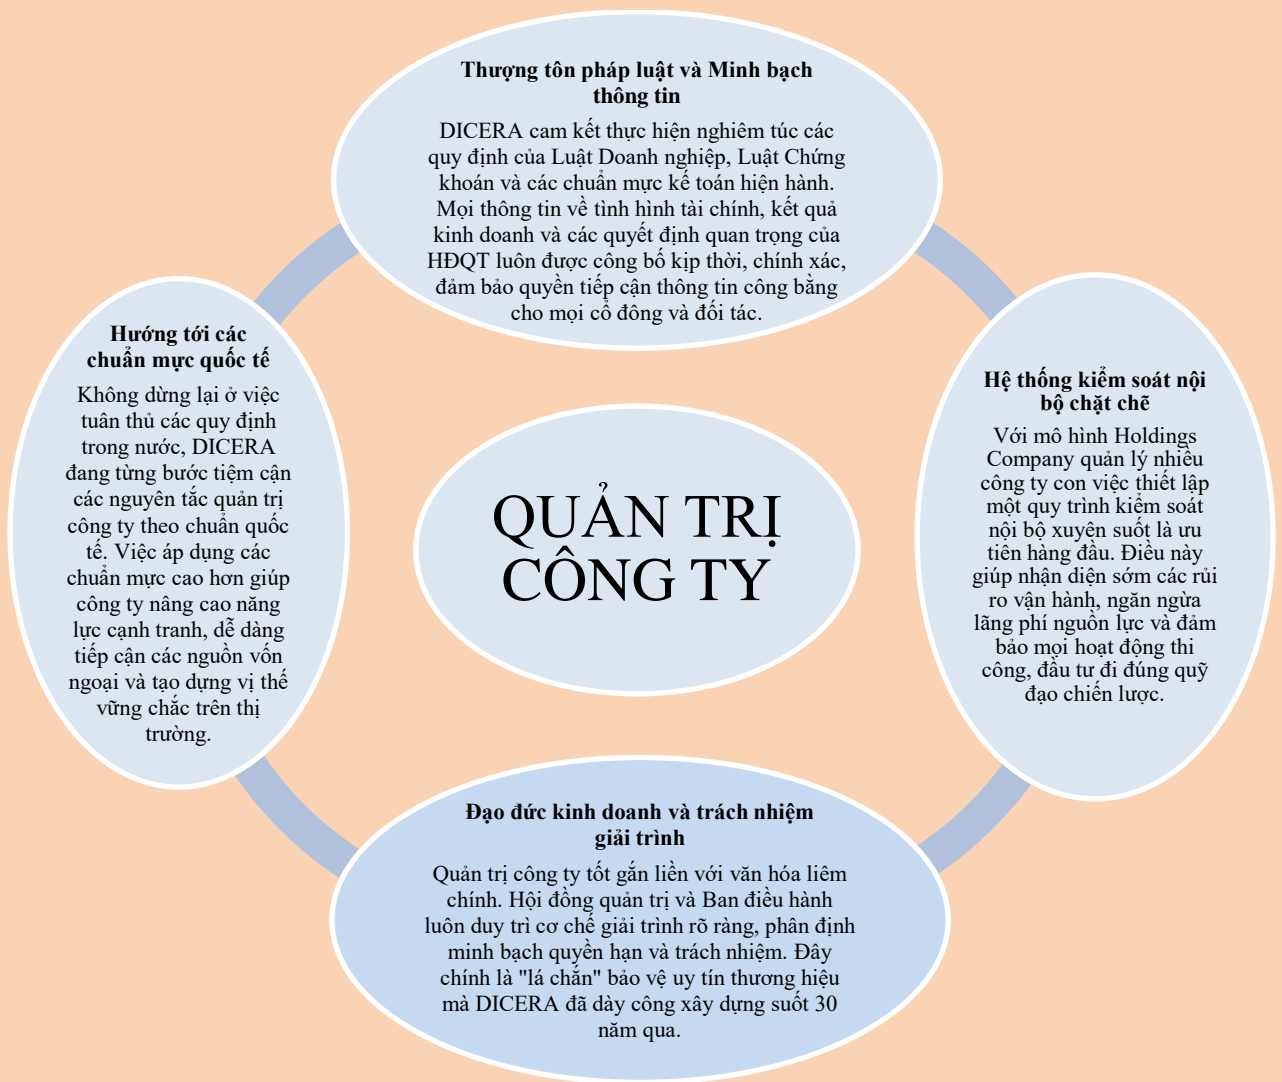 Thượng tôn pháp luật và Minh bạch
thông tin
DICERA cam kết thực hiện nghiêm túc các
quy định của Luật Doanh nghiệp, Luật Chứng
khoán và các chuẩn mực kế toán hiện hành.
Mọi thông tin về tình hình tài chính, kết quả
kinh doanh và các quyết định quan trọng của
HĐQT luôn được công bố kịp thời, chính xác,
đảm bảo quyền tiếp cận thông tin công bằng
cho mọi cổ đông và đối tác.
Hệ thống kiểm soát nội
bộ chặt chẽ
Với mô hình Holdings
Company quản lý nhiều
công ty con việc thiết lập
một quy trình kiểm soát
nội bộ xuyên suốt là ưu
tiên hàng đầu. Điều này
giúp nhận diện sớm các rủi
ro vận hành, ngăn ngừa
lãng phí nguồn lực và đảm
bảo mọi hoạt động thi
công, đầu tư đi đúng quỹ
đạo chiến lược.
Đạo đức kinh doanh và trách nhiệm
giải trình
Quản trị công ty tốt gắn liền với văn hóa liêm
chính. Hội đồng quản trị và Ban điều hành
luôn duy trì cơ chế giải trình rõ ràng, phân định
minh bạch quyền hạn và trách nhiệm. Đây
chính là "lá chắn" bảo vệ uy tín thương hiệu
mà DICERA đã dày công xây dựng suốt 30
năm qua.
Hướng tới các
chuẩn mực quốc tế
Không dừng lại ở việc
tuân thủ các quy định
trong nước, DICERA
đang từng bước tiệm cận
các nguyên tắc quản trị
công ty theo chuẩn quốc
tế. Việc áp dụng các
chuẩn mực cao hơn giúp
công ty nâng cao năng
lực cạnh tranh, dễ dàng
tiếp cận các nguồn vốn
ngoại và tạo dựng vị thế
vững chắc trên thị
trường.
QUẢN TRỊ
CÔNG TY